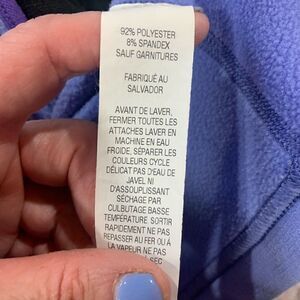 92% POLYESTER
8% SPANDEX
SAUF GARNITURES
FABRIQUÉ AU
SALVADOR
AVANT DE LAVER,
FERMER TOUTES LES
ATTACHES LAVER EN
MACHINE EN EAU
FROIDE, SÉPARER LES
COULEURS CYCLE
DÉLICAT PAS D'EAU DE
JAVEL NI
D'ASSOUPLISSANT
SÉCHAGE PAR
CULBUTAGE BASSE
TEMPÉRATURE SORTIR
RAPIDEMENT NE PAS
REPASSER AU FER OU À
LA VAPEUR NE PAS
SEC